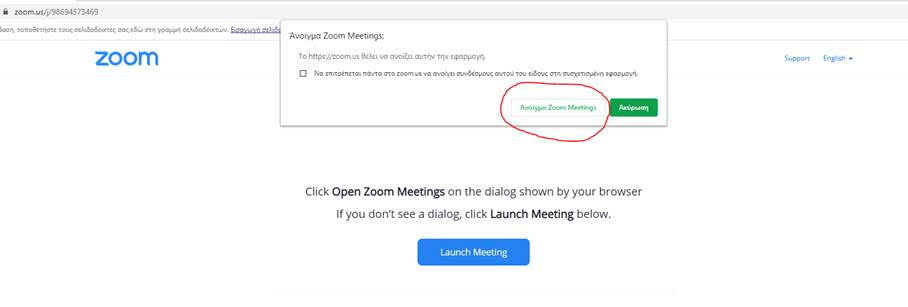 zoom.us/j/98694573469
δαση, τοποθετήστε τους σελιδοδείκτες σας εδώ στη γραμμή σελιδοδεικτών. Εισαγωγή σελιδο
zoom
Support English
Άνοιγμα Zoom Meetings;
Το https://zoom.us θέλει να ανοίξει αυτήν την εφαρμογή.
Να επιτρέπεται πάντα στο zoom.us να ανοίγει συνδέσμους αυτού του είδους στη συσχετισμένη εφαρμογή.
Άνοιγμα Zoom Meetings Ακύρωση
Click Open Zoom Meetings on the dialog shown by your browser
If you don't see a dialog, click Launch Meeting below.
Launch Meeting